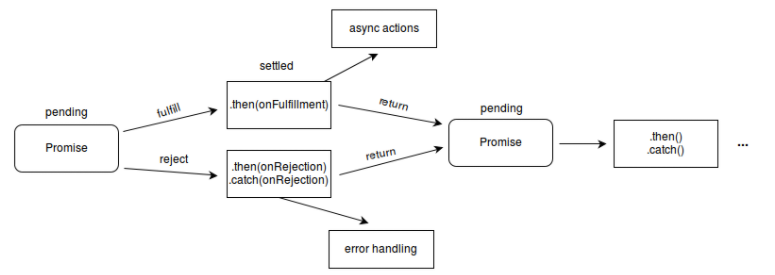 async actions
settled
pending
fulfill
.then(onFulfillment)
return
pending
Promise
reject
.then(onRejection)
.catch(onRejection)
return
Promise
.then()
.catch()
...
error handling